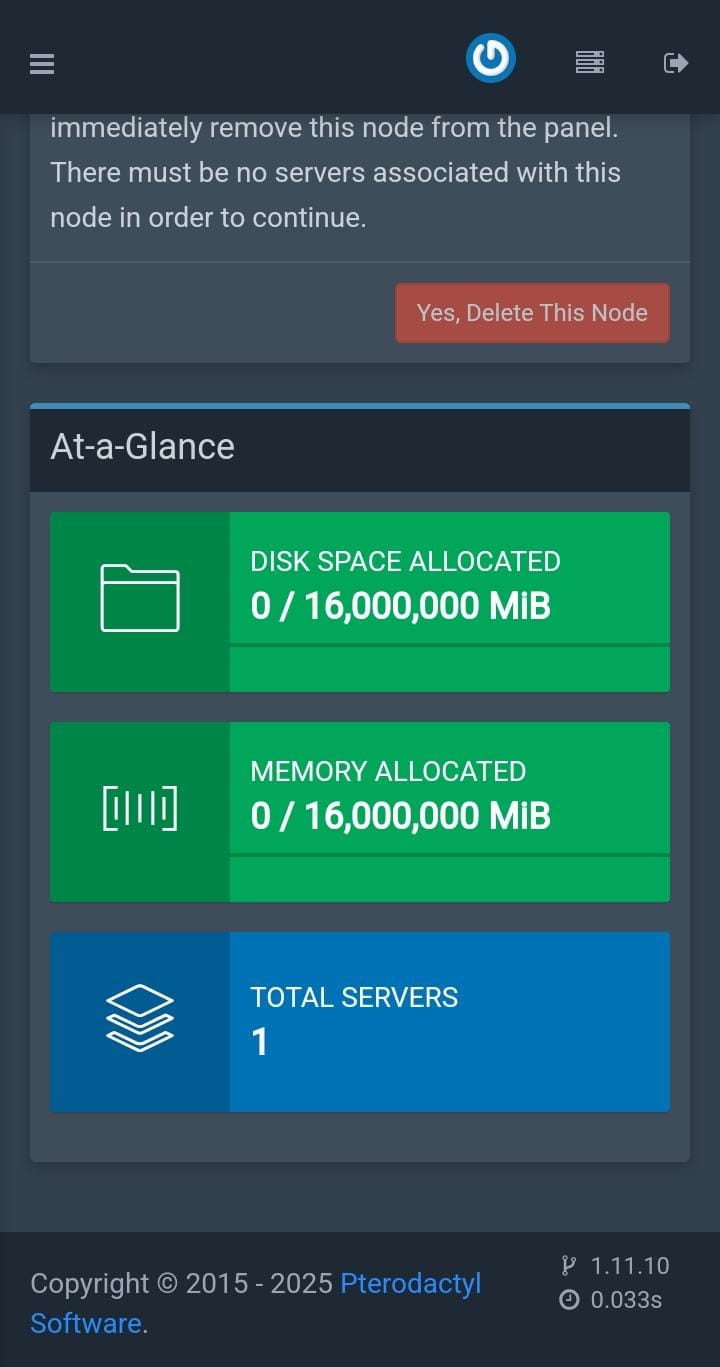 immediately remove this node from the panel.
There must be no servers associated with this
node in order to continue.
Yes, Delete This Node
At-a-Glance
DISK SPACE ALLOCATED
0 / 16,000,000 MiB
MEMORY ALLOCATED
0 / 16,000,000 MiB
TOTAL SERVERS
1
Copyright © 2015 - 2025 Pterodactyl
Software.
1.11.10
0.033s